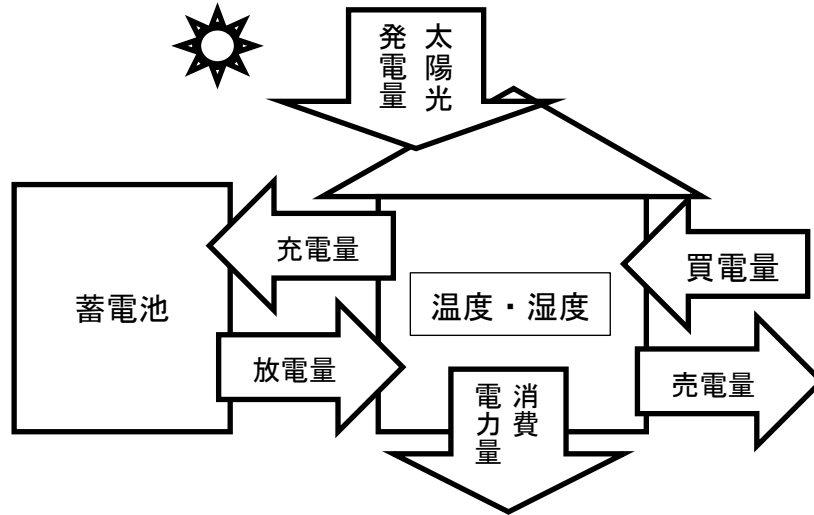 太陽光
発電量
充電量
買電量
蓄電池
温度・湿度
放電量
売電量
消費
電力量